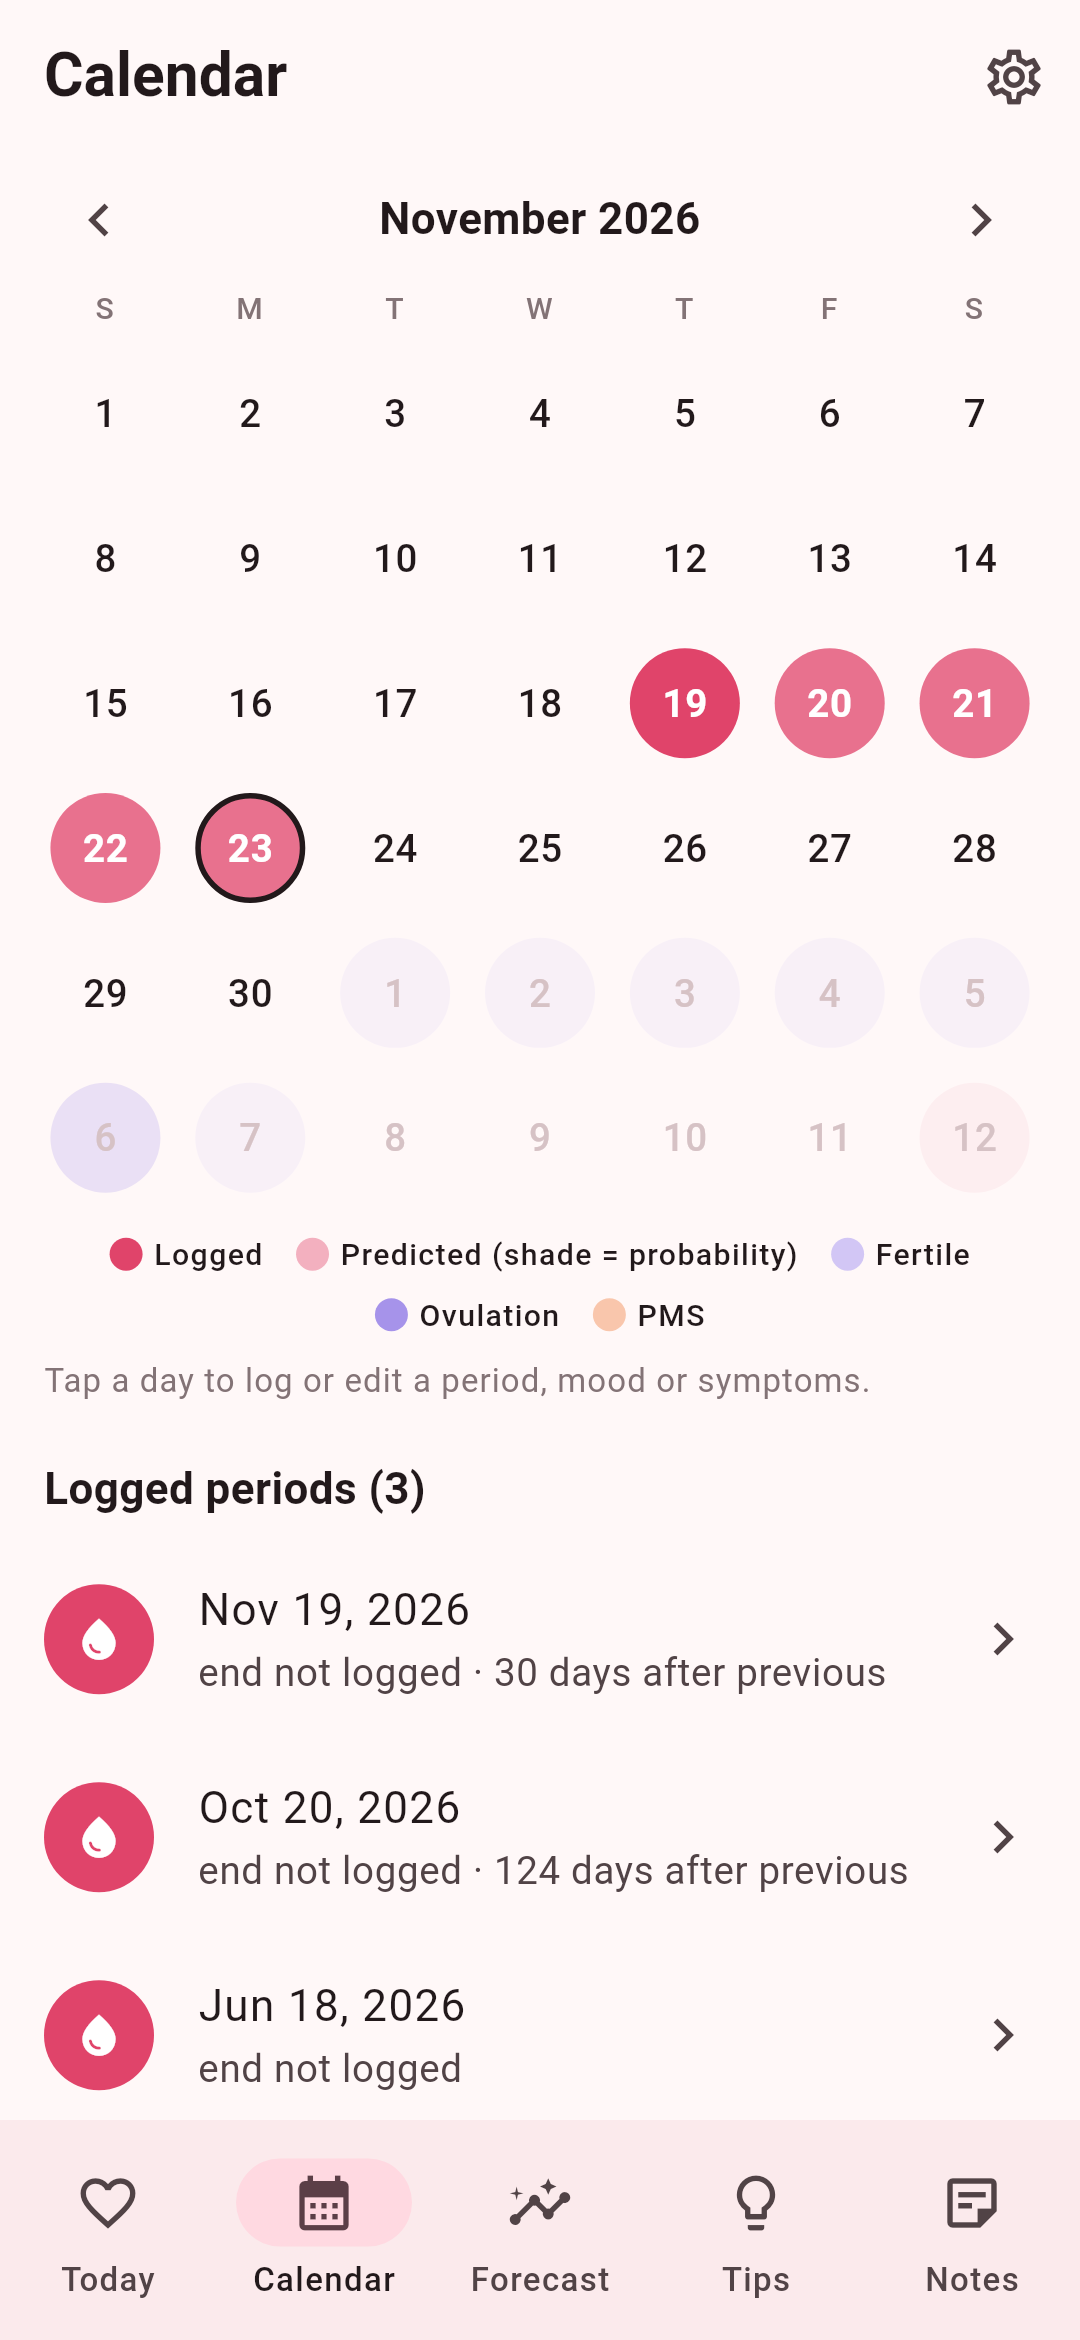 Calendar
November 2026
S M T W T F S
1 2 3 4 5 6 7
8 9 10 11 12 13 14
15 16 17 18 19 20 21
22 23 24 25 26 27 28
29 30 1 2 3 4 5
6 7 8 9 10 11 12
Logged Predicted (shade = probability) Fertile
Ovulation PMS
Tap a day to log or edit a period, mood or symptoms.
Logged periods (3)
Nov 19, 2026
end not logged · 30 days after previous
Oct 20, 2026
end not logged · 124 days after previous
Jun 18, 2026
end not logged
Today Calendar Forecast Tips Notes